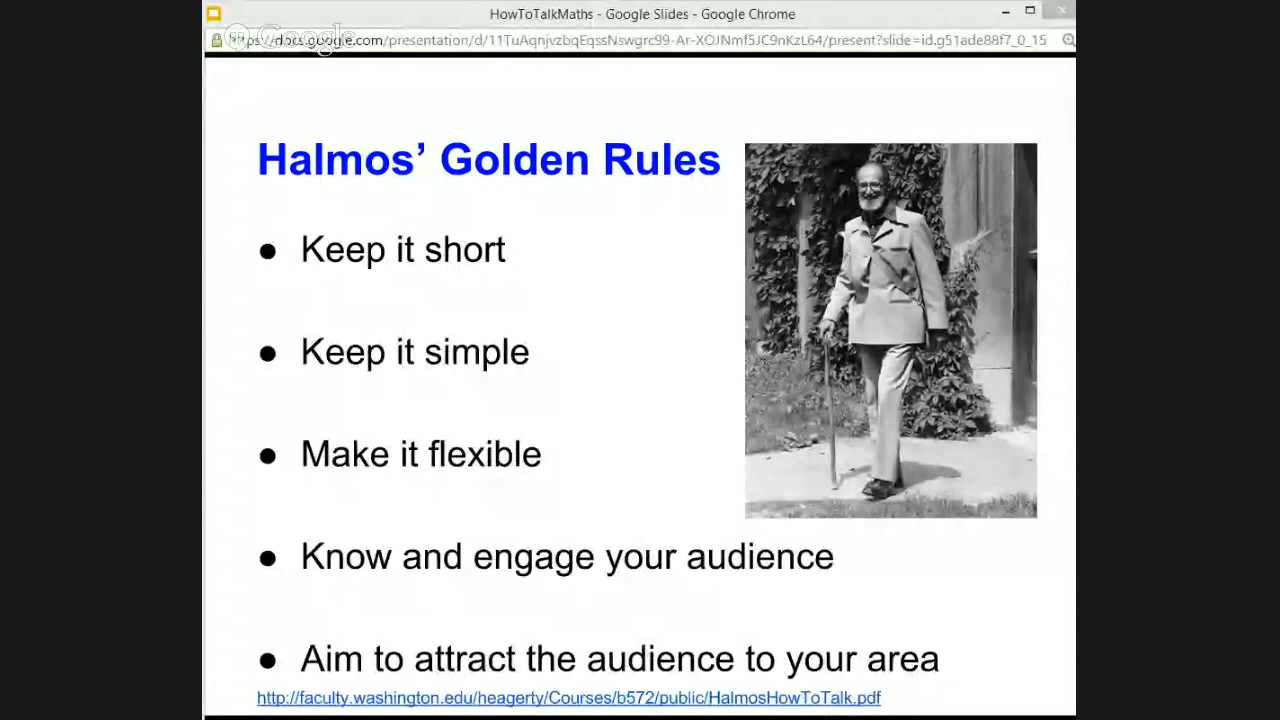 HowToTalkMaths - Google Slides - Google Chrome
https://docs.google.com/presentation/d/11TuAqnjvzbqEqssNswgrc99-Ar-XOJNmf5JC9nKzL64/present?slide=id.g51ade88f7_0_15
Google
Halmos’ Golden Rules
● Keep it short
● Keep it simple
● Make it flexible
● Know and engage your audience
● Aim to attract the audience to your area
http://faculty.washington.edu/heagerty/Courses/b572/public/HalmosHowToTalk.pdf